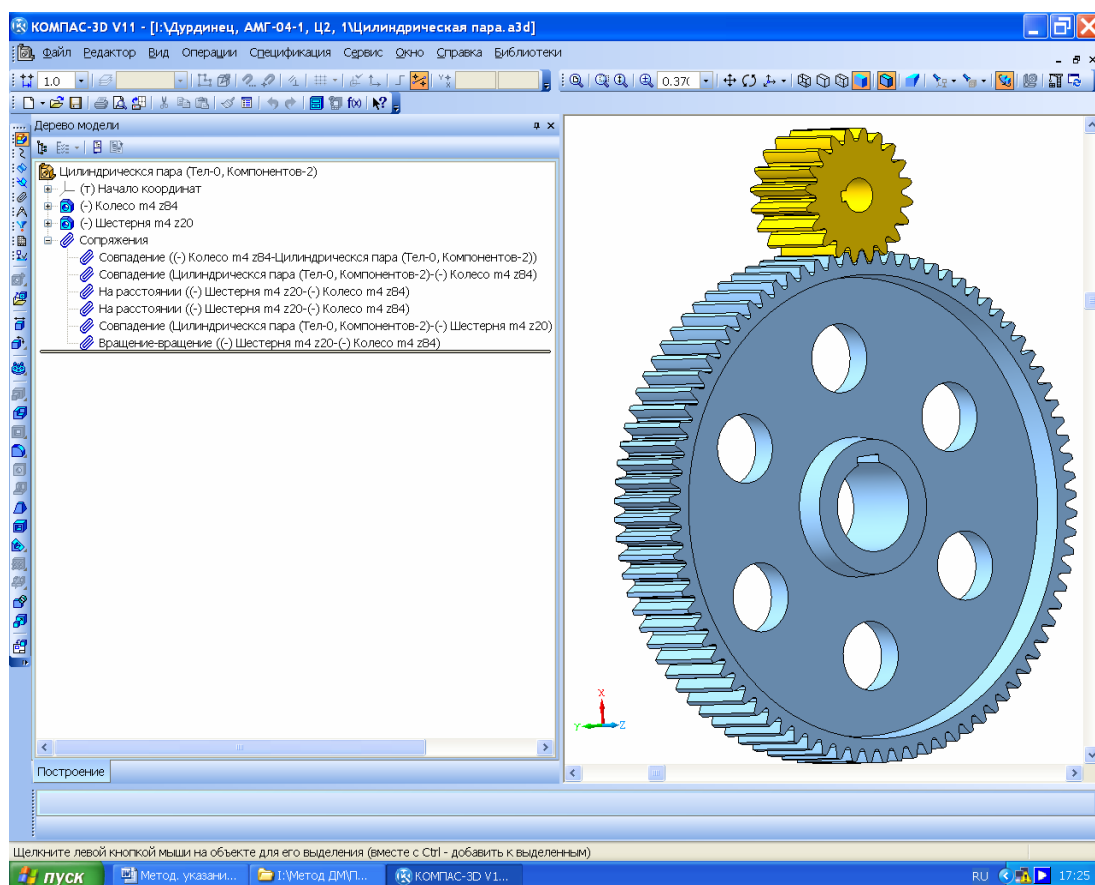 КОМПАС-3D V11 - [I:\Дурдинец, АМГ-04-1, Ц2, 1\Цилиндрическая пара.a3d]
Файл Редактор Вид Операции Спецификация Сервис Окно Справка Библиотеки
1.0 0.37(
Дерево модели
Цилиндрическся пара (Тел-0, Компонентов-2)
(т) Начало координат
(-) Колесо m4 z84
(-) Шестерня m4 z20
Сопряжения
Совпадение ((-) Колесо m4 z84-Цилиндрическся пара (Тел-0, Компонентов-2))
Совпадение (Цилиндрическся пара (Тел-0, Компонентов-2)-(-) Колесо m4 z84)
На расстоянии ((-) Шестерня m4 z20-(-) Колесо m4 z84)
На расстоянии ((-) Шестерня m4 z20-(-) Колесо m4 z84)
Совпадение (Цилиндрическся пара (Тел-0, Компонентов-2)-(-) Шестерня m4 z20)
Вращение-вращение ((-) Шестерня m4 z20-(-) Колесо m4 z84)
X
Y Z
Построение
Щелкните левой кнопкой мыши на объекте для его выделения (вместе с Ctrl - добавить к выделенным)
пуск Метод. указани... I:\Метод ДМ\П... КОМПАС-3D V1... RU 17:25